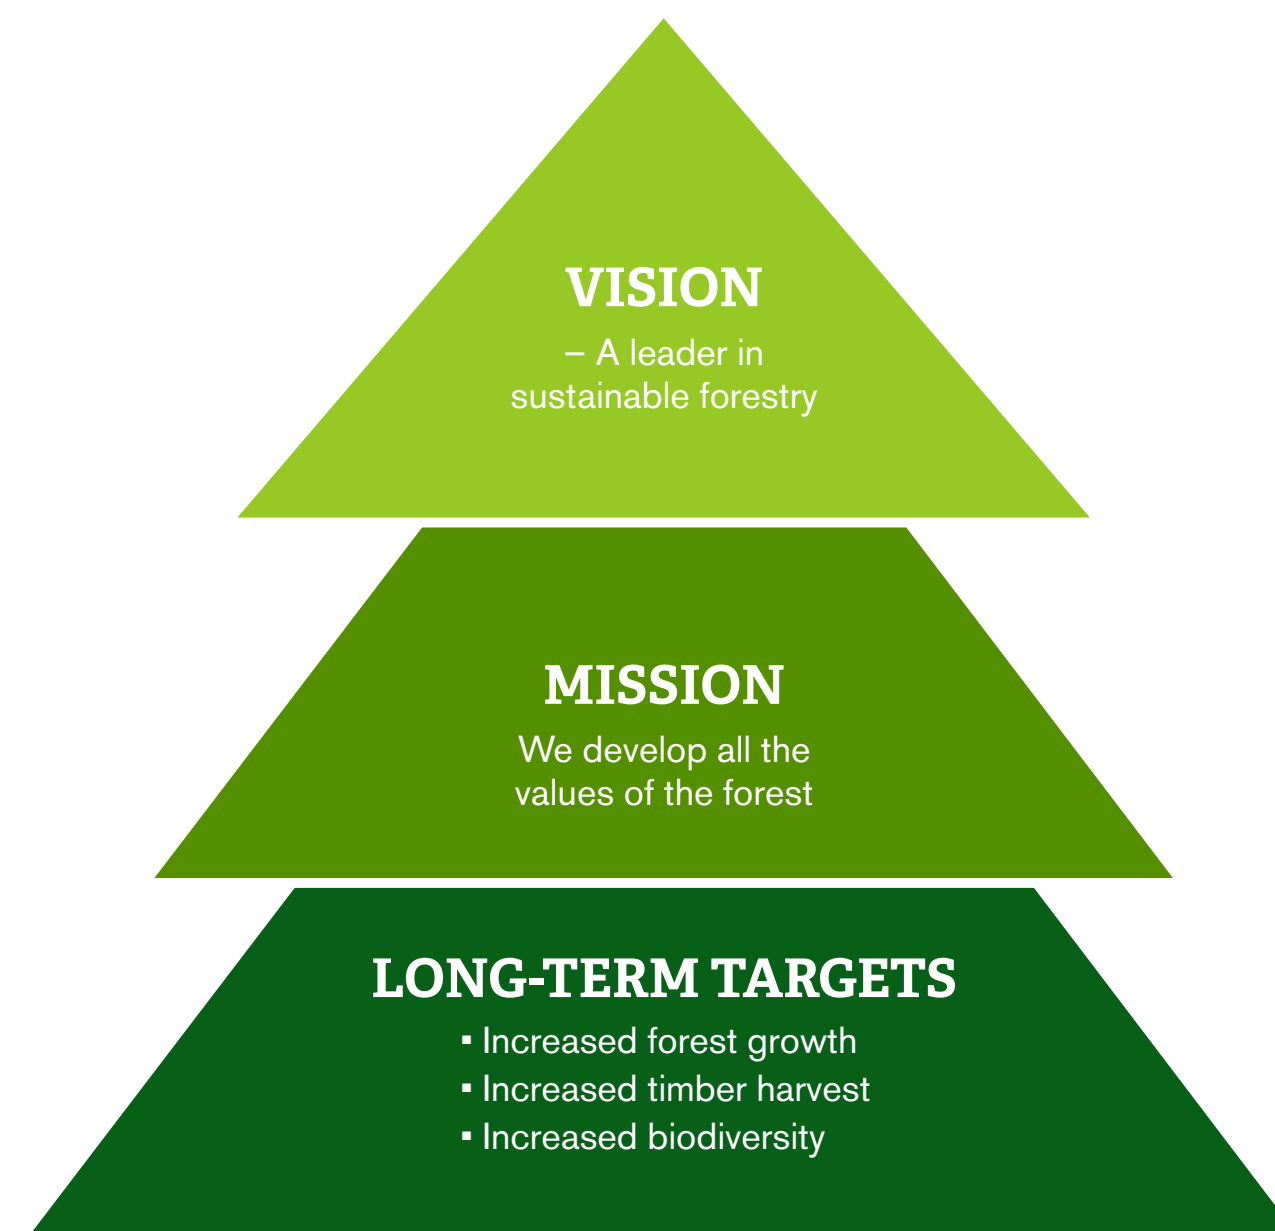 VISION
– A leader in
sustainable forestry
MISSION
We develop all the
values of the forest
LONG-TERM TARGETS
▪ Increased forest growth
▪ Increased timber harvest
▪ Increased biodiversity